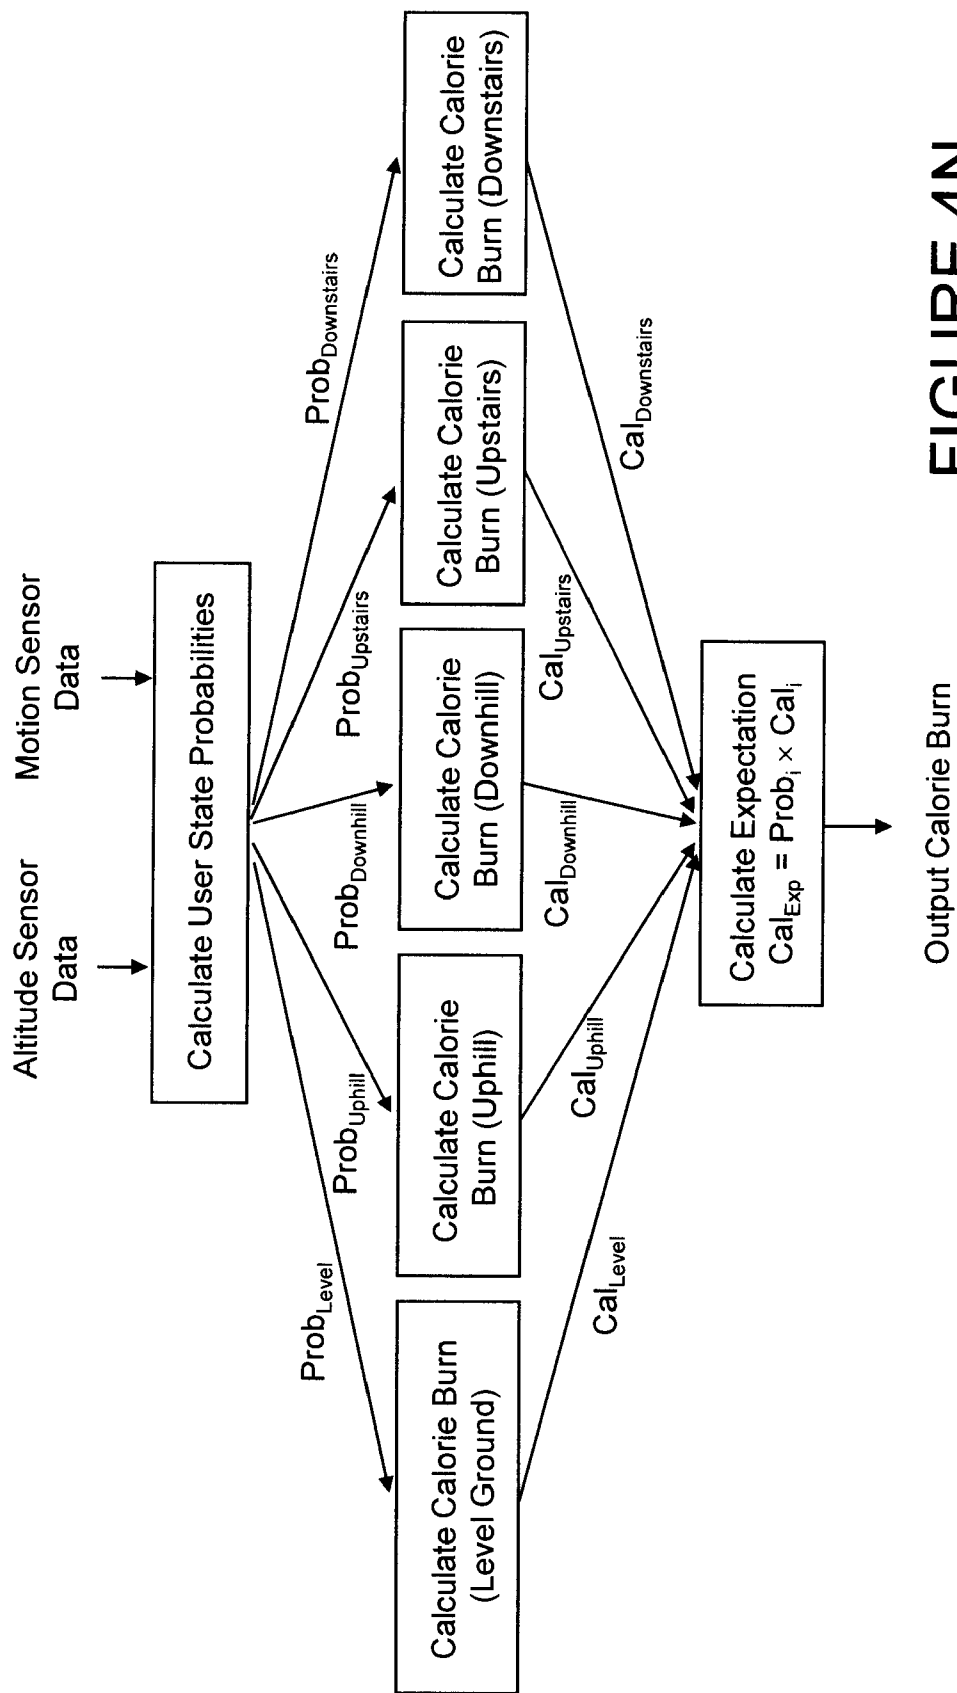 Altitude Sensor
Data
Motion Sensor
Data
Calculate User State Probabilities
Prob_Level
Prob_Uphill
Prob_Downhill
Prob_Upstairs
Prob_Downstairs
Calculate Calorie Burn
(Level Ground)
Calculate Calorie
Burn (Uphill)
Calculate Calorie
Burn (Downhill)
Calculate Calorie
Burn (Upstairs)
Calculate Calorie
Burn (Downstairs)
Cal_Level
Cal_Uphill
Cal_Downhill
Cal_Upstairs
Cal_Downstairs
Calculate Expectation
Cal_Exp = Prob_i × Cal_i
Output Calorie Burn
FIGURE 4N